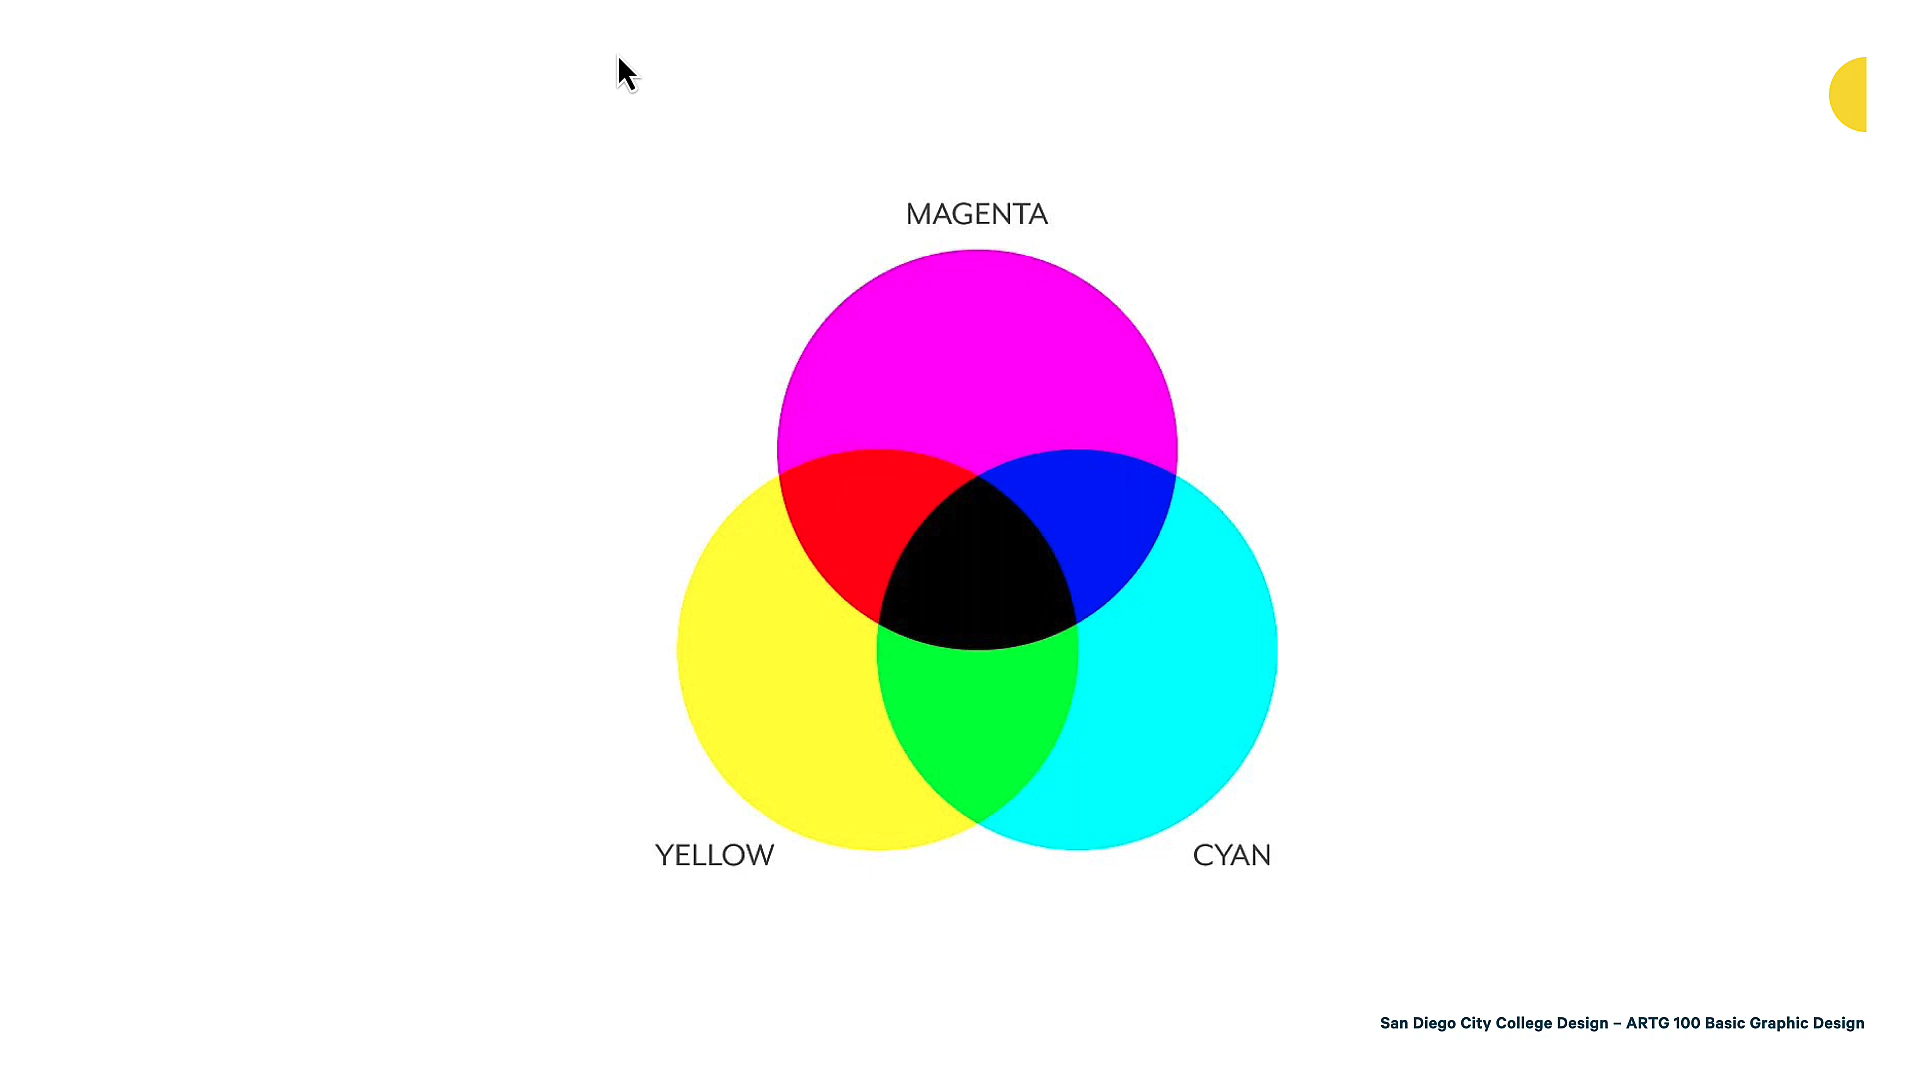 MAGENTA
YELLOW
CYAN
San Diego City College Design – ARTG 100 Basic Graphic Design